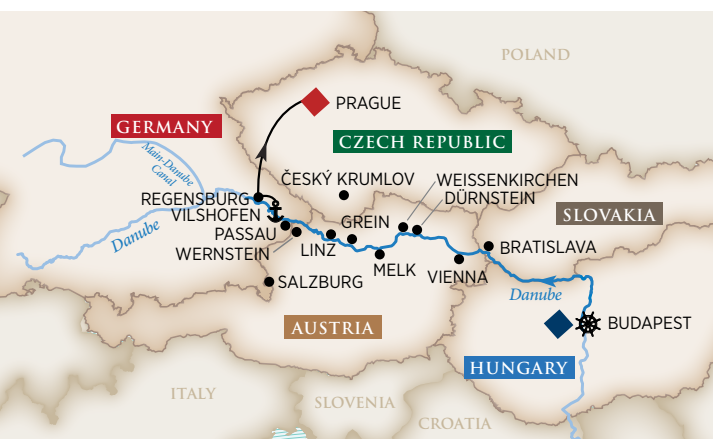 POLAND
PRAGUE
GERMANY
CZECH REPUBLIC
Main-Danube
Canal
ČESKÝ KRUMLOV
WEISSENKIRCHEN
DÜRNSTEIN
REGENSBURG
VILSHOFEN
PASSAU
WERNSTEIN
Danube
GREIN
LINZ
MELK
VIENNA
SLOVAKIA
BRATISLAVA
SALZBURG
Danube
AUSTRIA
BUDAPEST
HUNGARY
ITALY
SLOVENIA
CROATIA